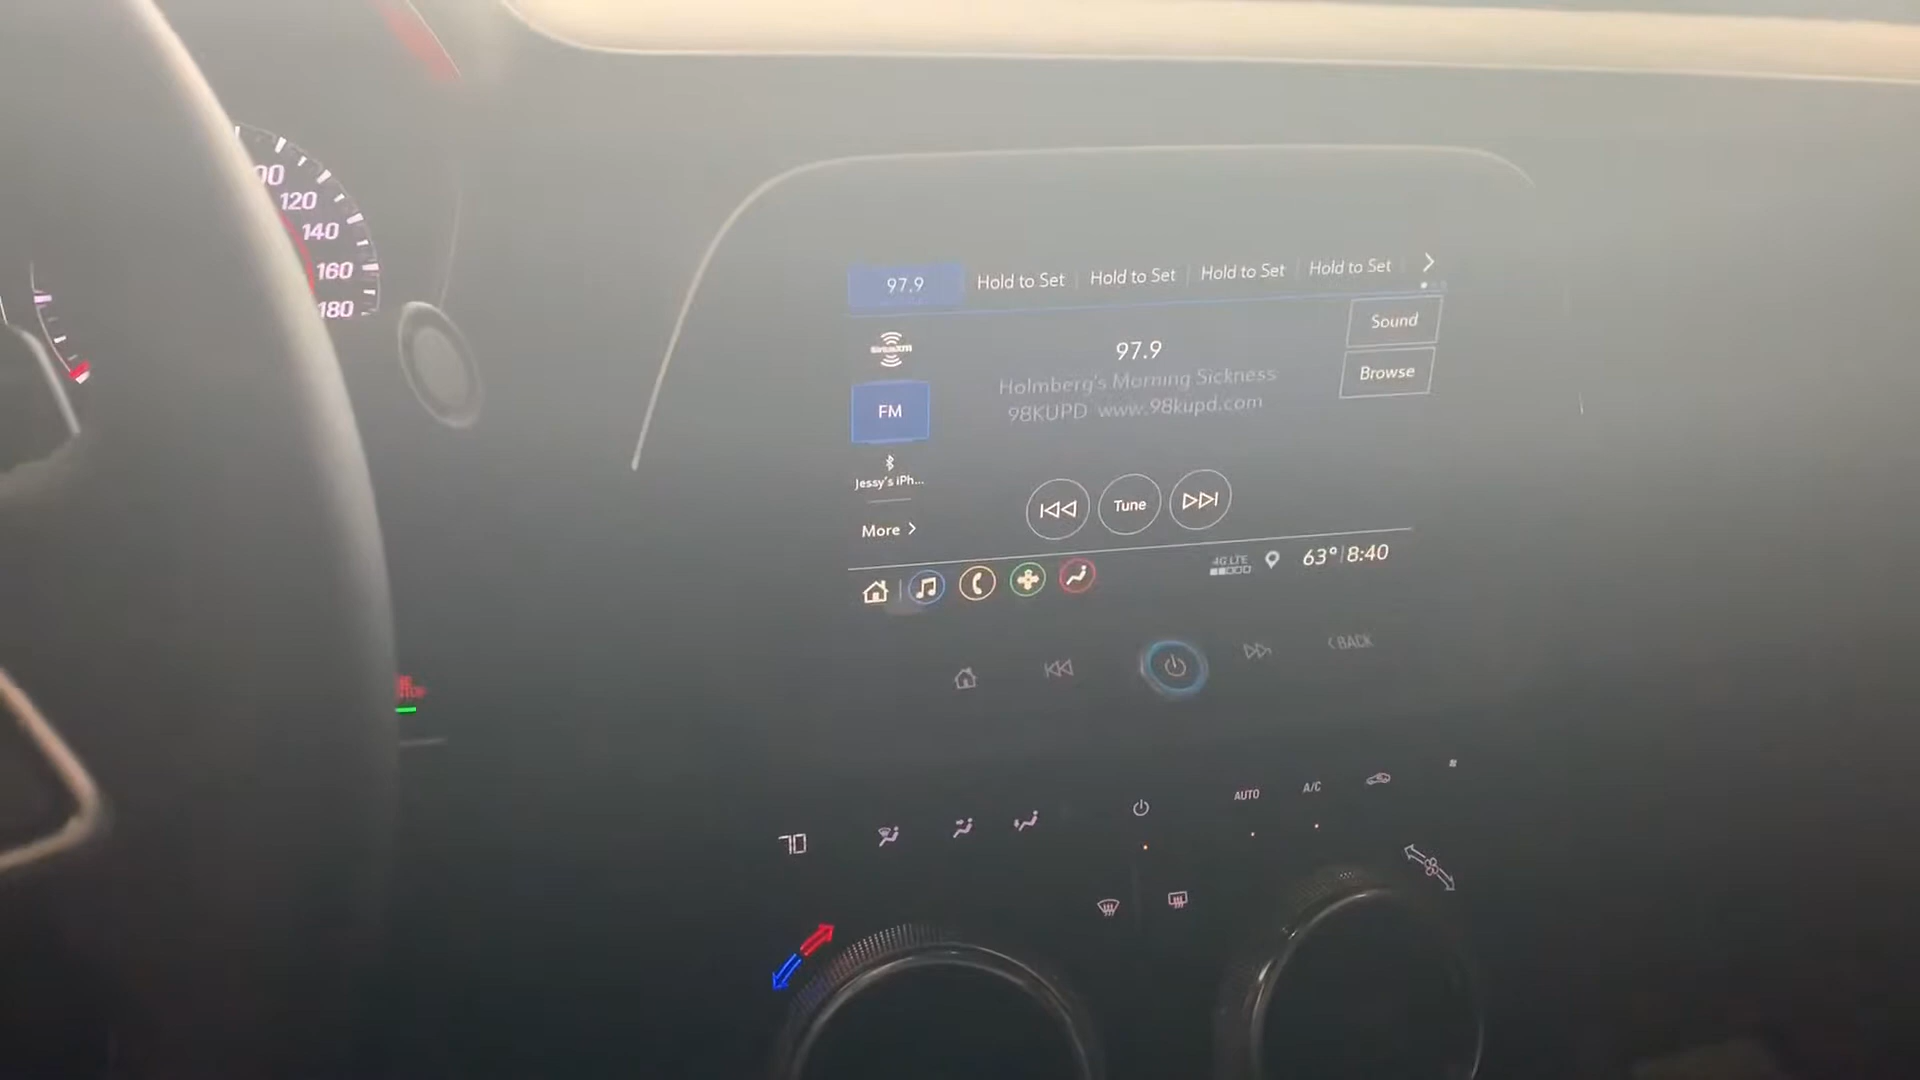 120
140
160
180
97.9 Hold to Set Hold to Set Hold to Set Hold to Set
SiriusXM
Sound
97.9
Browse
Holmberg's Morning Sickness
98KUPD www.98kupd.com
FM
Jessy's iPh...
Tune
More
4G LTE 63° 8:40
BACK
AUTO A/C
70